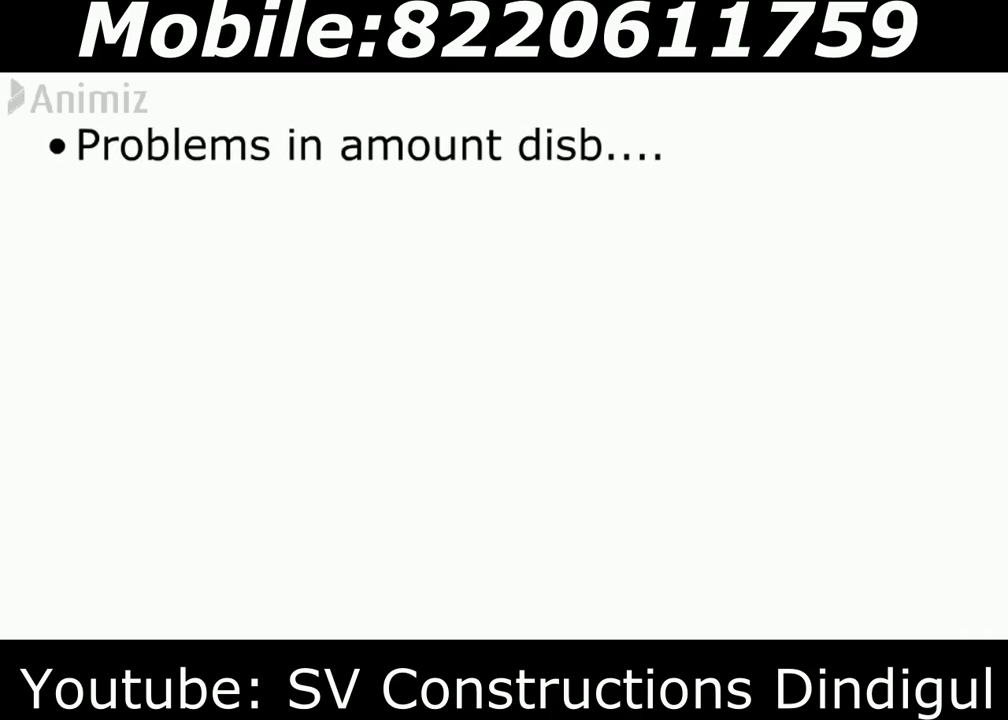 Mobile:8220611759
Animiz
•Problems in amount disb....
Youtube: SV Constructions Dindigul